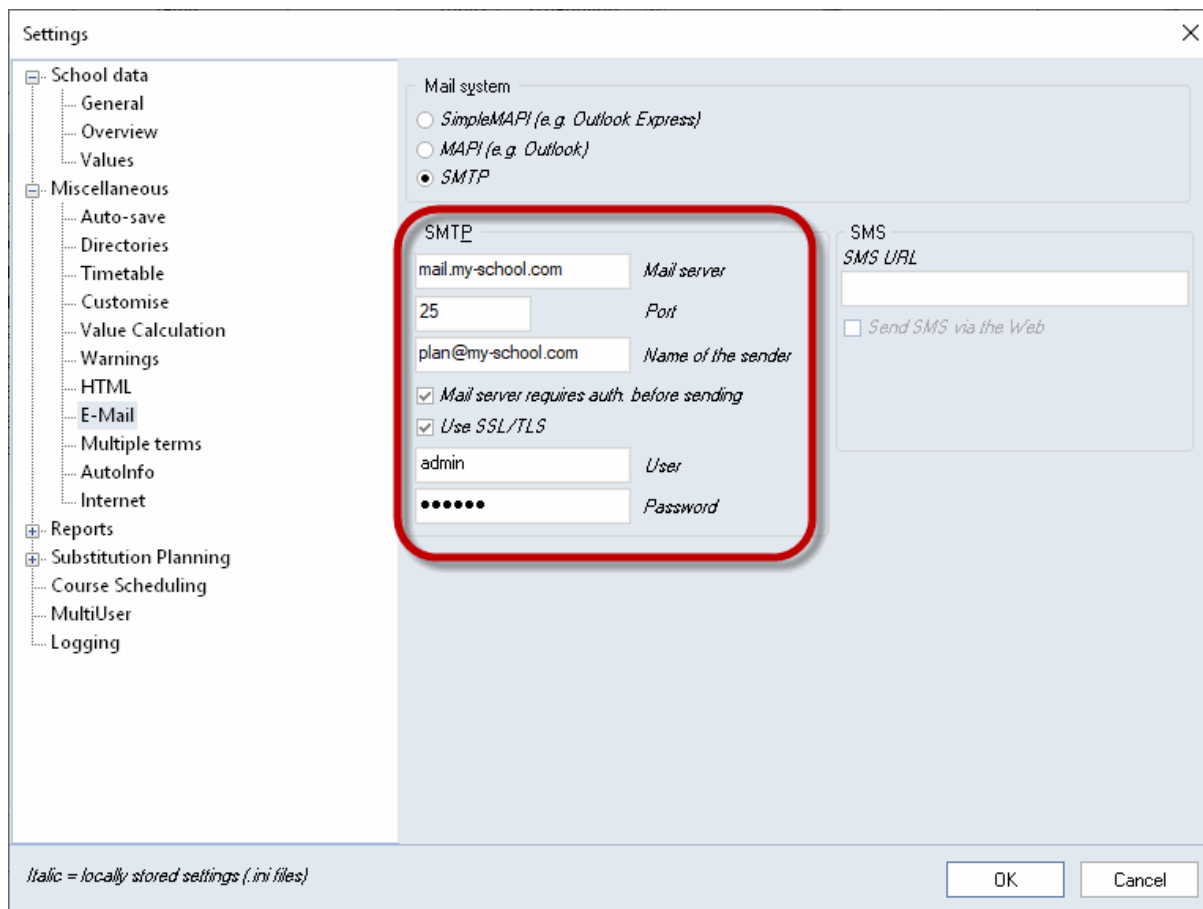 Settings
School data
General
Overview
Values
Miscellaneous
Auto-save
Directories
Timetable
Customise
Value Calculation
Warnings
HTML
E-Mail
Multiple terms
AutoInfo
Internet
Reports
Substitution Planning
Course Scheduling
MultiUser
Logging
Mail system
SimpleMAPI (e.g. Outlook Express)
MAPI (e.g. Outlook)
SMTP
SMTP
mail.my-school.com Mail server
25 Port
plan@my-school.com Name of the sender
Mail server requires auth. before sending
Use SSL/TLS
admin User
•••••• Password
SMS
SMS URL
Send SMS via the Web
Italic = locally stored settings (.ini files)
OK Cancel